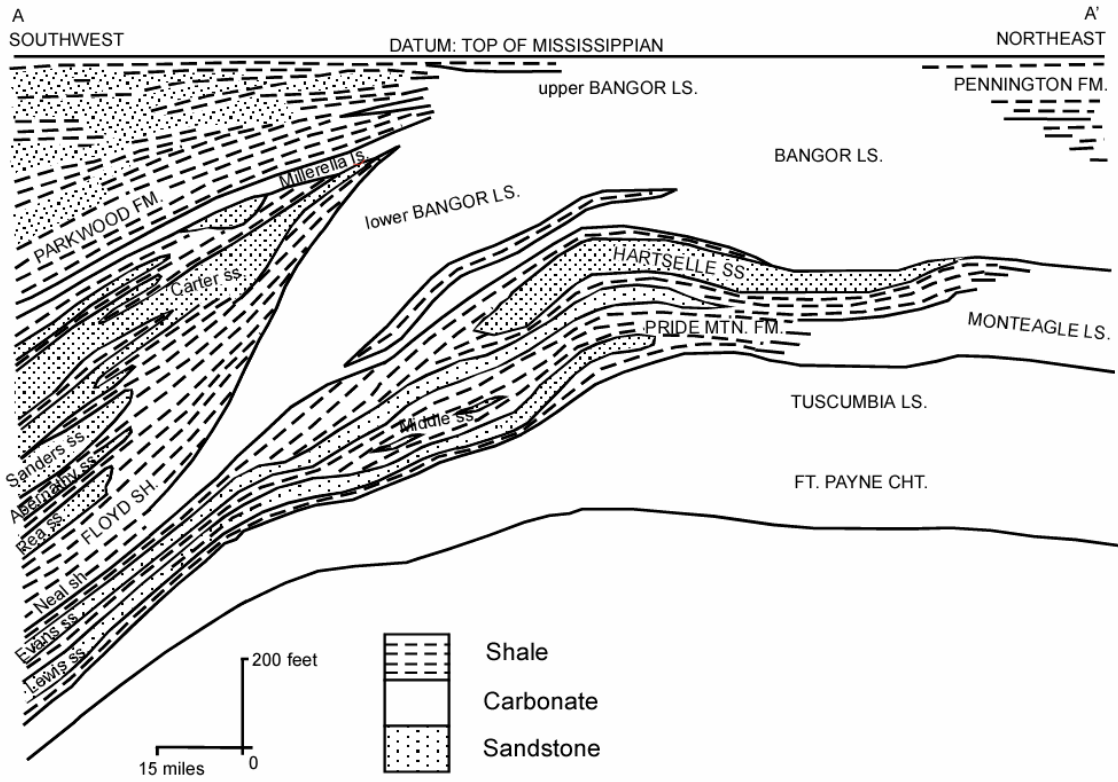 A
A'
SOUTHWEST
DATUM: TOP OF MISSISSIPPIAN
NORTHEAST
upper BANGOR LS.
PENNINGTON FM.
BANGOR LS.
Millerella ls.
PARKWOOD FM.
lower BANGOR LS.
HARTSELLE SS
Carter ss
PRIDE MTN. FM.
MONTEAGLE LS.
TUSCUMBIA LS.
Middle ss
Sanders ss
Abernathy ss
Rea ss
FLOYD SH.
FT. PAYNE CHT.
Neal sh
Evans ss
Lewis ss
200 feet
15 miles
0
Shale
Carbonate
Sandstone